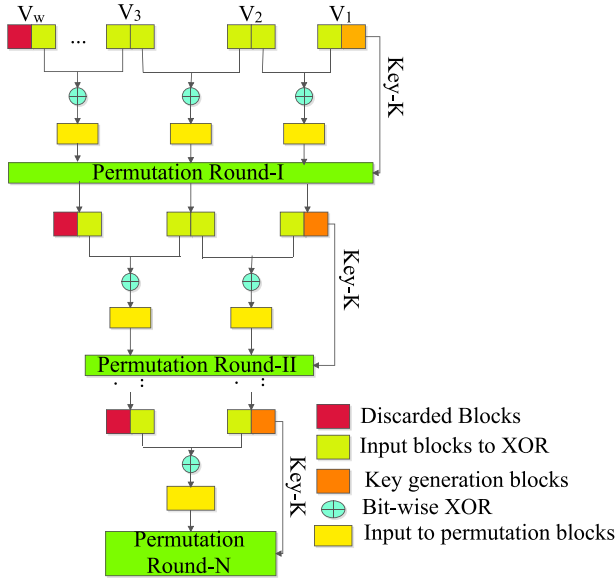 Vw ... V3 V2 V1
Key-K
Permutation Round-I
Key-K
Permutation Round-II
Key-K
Permutation
Round-N
Discarded Blocks
Input blocks to XOR
Key generation blocks
Bit-wise XOR
Input to permutation blocks